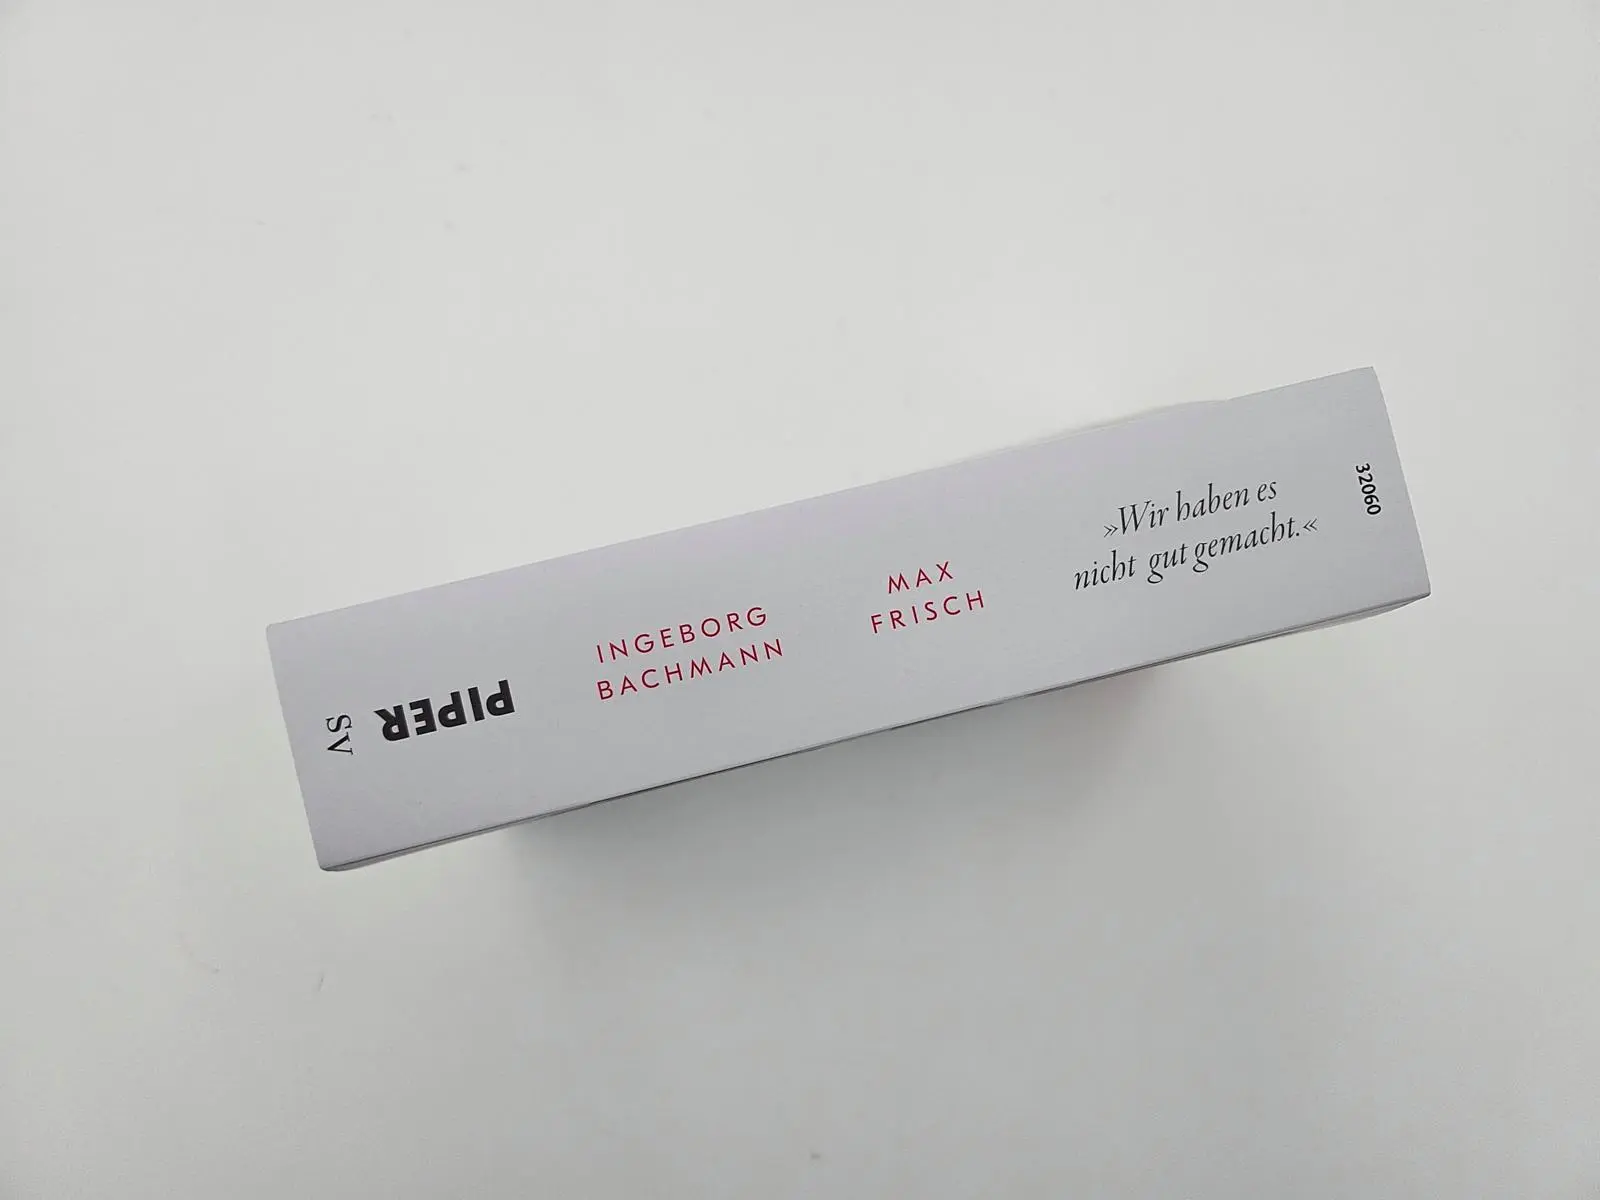 SV
PIPER
INGEBORG
BACHMANN
MAX
FRISCH
»Wir haben es
nicht gut gemacht.«
32060